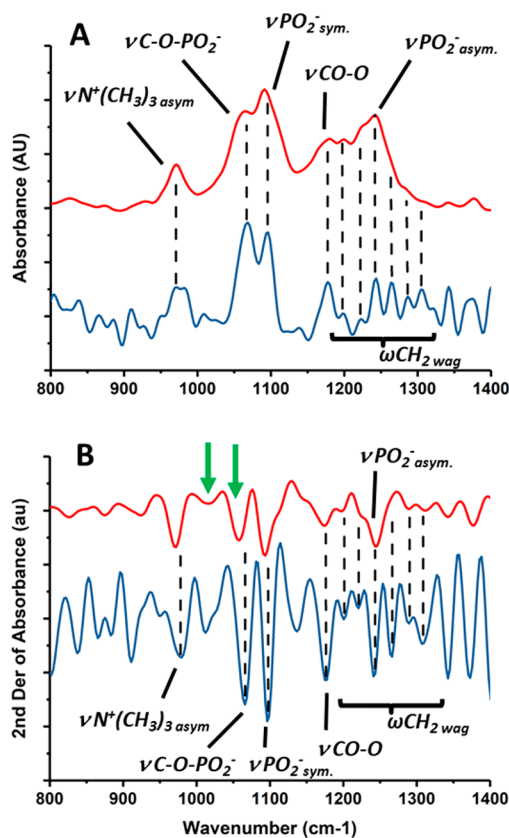 A
νPO₂⁻ sym.
νC-O-PO₂⁻
νPO₂⁻ asym.
νCO-O
νN⁺(CH₃)₃ asym
Absorbance (AU)
ωCH₂ wag
800 900 1000 1100 1200 1300 1400
B
νPO₂⁻ asym.
2nd Der of Absorbance (au)
νN⁺(CH₃)₃ asym
ωCH₂ wag
νCO-O
νC-O-PO₂⁻ νPO₂⁻ sym.
800 900 1000 1100 1200 1300 1400
Wavenumber (cm-1)